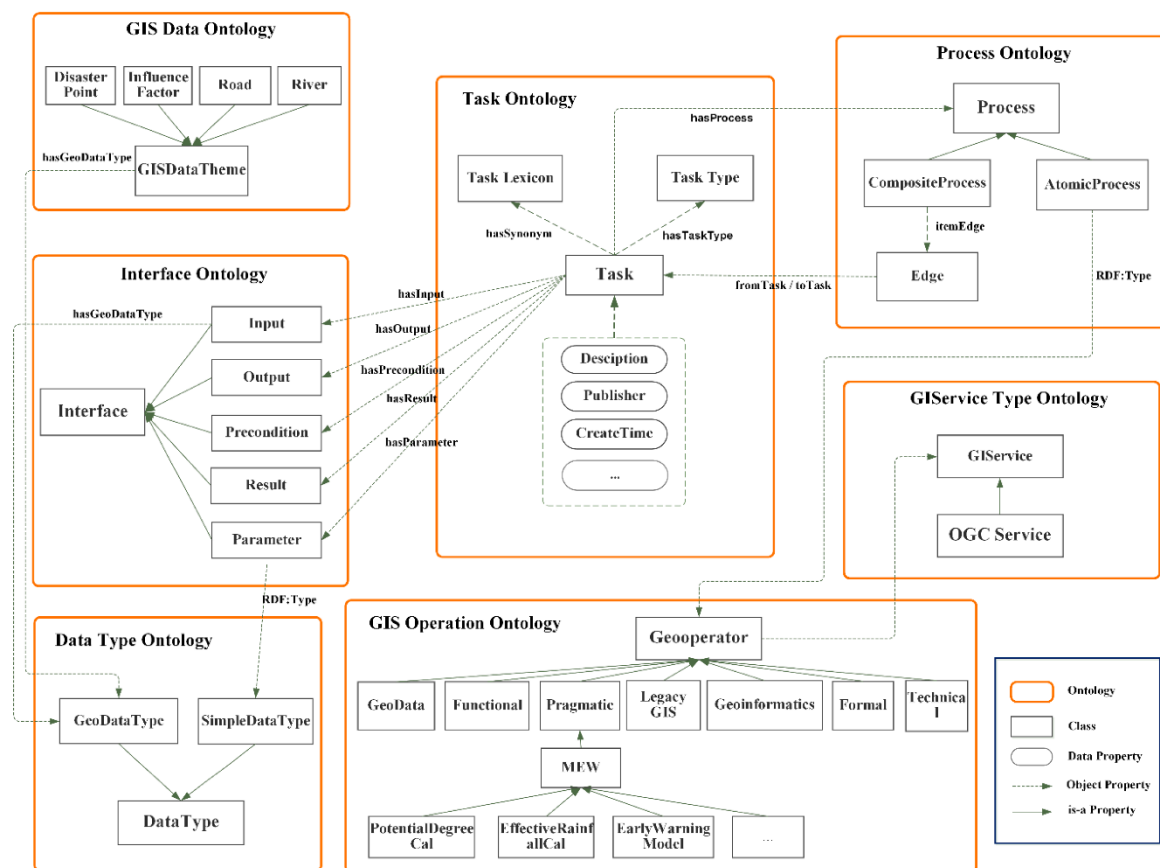 GIS Data Ontology
Disaster
Point
Influence
Factor
Road
River
hasGeoDataType
GISDataTheme
Interface Ontology
hasGeoDataType
Input
Output
Interface
Precondition
Result
Parameter
RDF:Type
Data Type Ontology
GeoDataType
SimpleDataType
DataType
Task Ontology
Task Lexicon
Task Type
hasSynonym
hasTaskType
Task
hasInput
hasOutput
hasPrecondition
hasResult
hasParameter
Desciption
Publisher
CreateTime
...
hasProcess
fromTask / toTask
Process Ontology
Process
CompositeProcess
AtomicProcess
itemEdge
Edge
RDF:Type
GIService Type Ontology
GIService
OGC Service
GIS Operation Ontology
Geooperator
GeoData
Functional
Pragmatic
Legacy
GIS
Geoinformatics
Formal
Technica
l
MEW
PotentialDegree
Cal
EffectiveRainf
allCal
EarlyWarning
Model
...
Ontology
Class
Data Property
Object Property
is-a Property